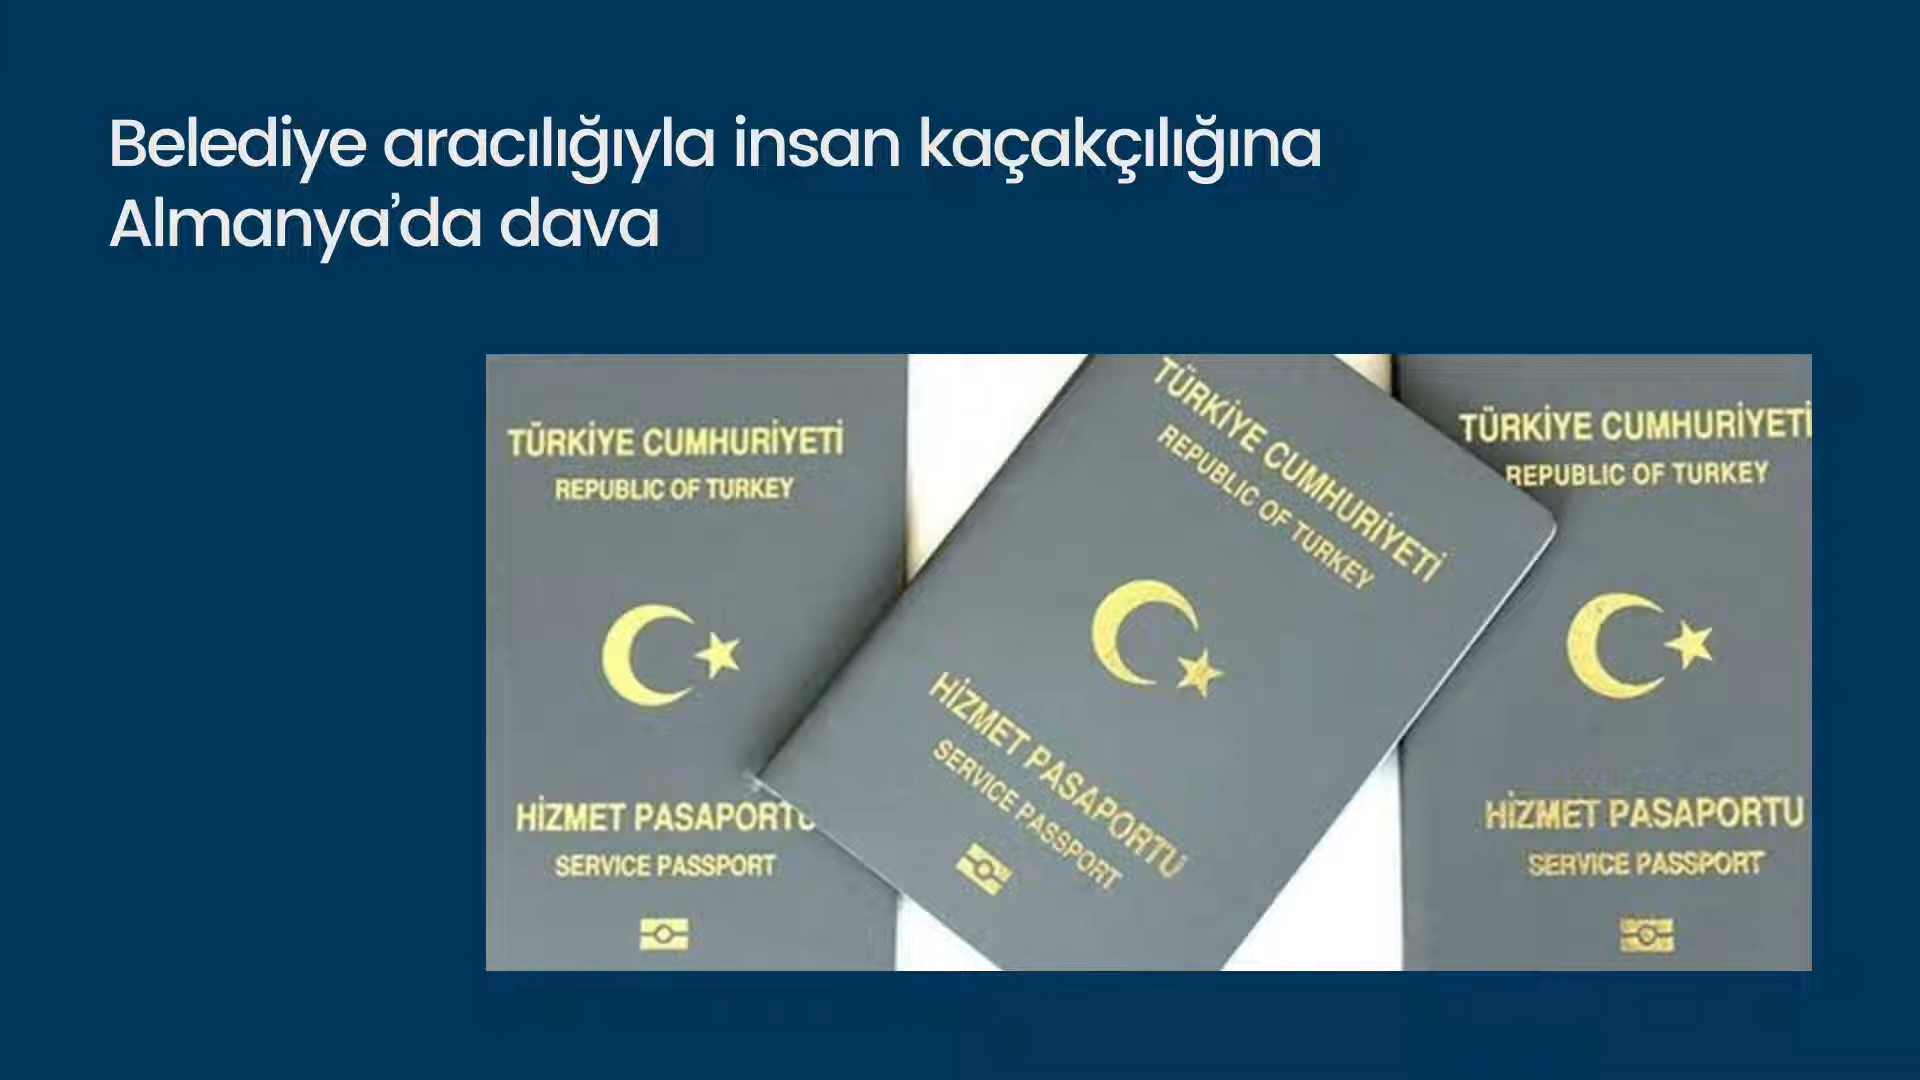 Belediye aracılığıyla insan kaçakçılığına
Almanya’da dava
TÜRKİYE CUMHURİYETİ
REPUBLIC OF TURKEY
HİZMET PASAPORTU
SERVICE PASSPORT
TÜRKİYE CUMHURİYETİ
REPUBLIC OF TURKEY
HİZMET PASAPORTU
SERVICE PASSPORT
TÜRKİYE CUMHURİYETİ
REPUBLIC OF TURKEY
HİZMET PASAPORTU
SERVICE PASSPORT